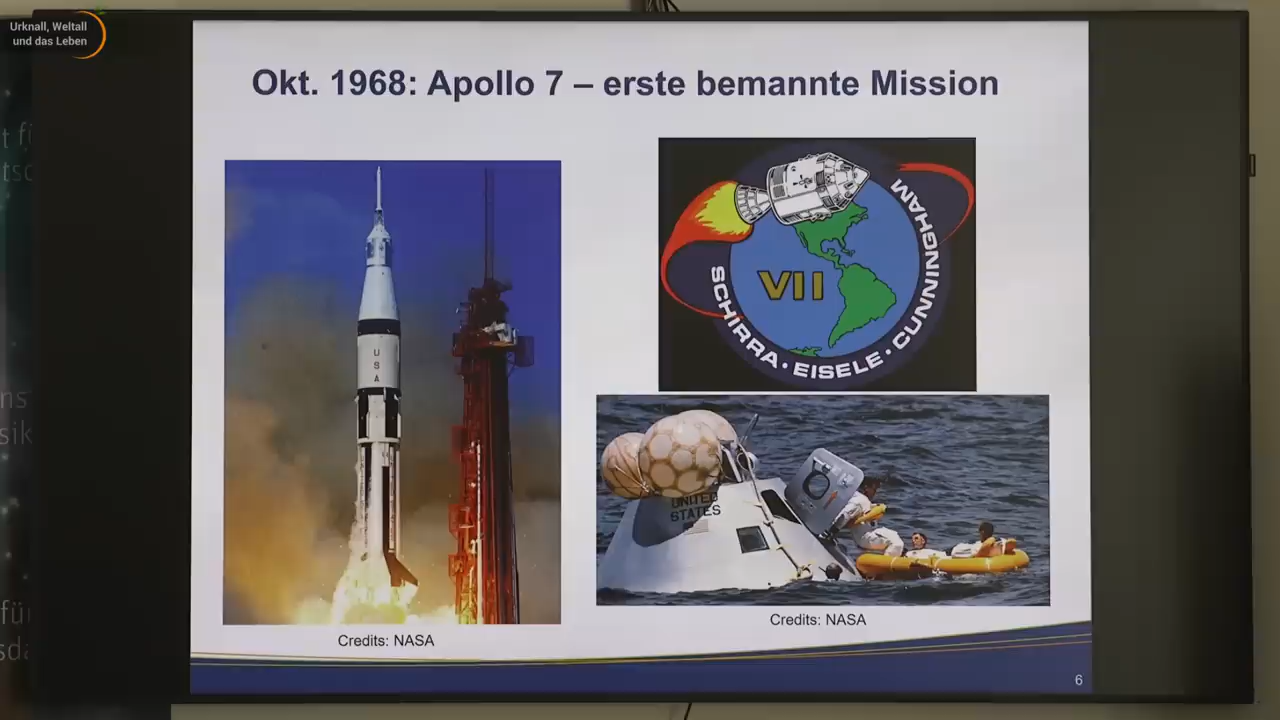 Urknall, Weltall
und das Leben
Okt. 1968: Apollo 7 – erste bemannte Mission
USA
VII
SCHIRRA · EISELE · CUNNINGHAM
UNITED
STATES
Credits: NASA
Credits: NASA
6